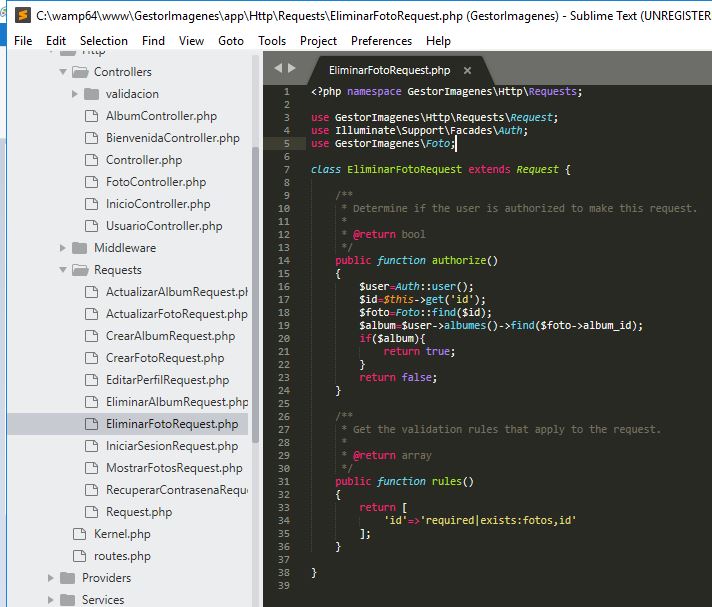 C:\wamp64\www\GestorImagenes\app\Http\Requests\EliminarFotoRequest.php (GestorImagenes) - Sublime Text (UNREGISTER
File Edit Selection Find View Goto Tools Project Preferences Help
Http
Controllers
validacion
AlbumController.php
BienvenidaController.php
Controller.php
FotoController.php
InicioController.php
UsuarioController.php
Middleware
Requests
ActualizarAlbumRequest.ph
ActualizarFotoRequest.php
CrearAlbumRequest.php
CrearFotoRequest.php
EditarPerfilRequest.php
EliminarAlbumRequest.php
EliminarFotoRequest.php
IniciarSesionRequest.php
MostrarFotosRequest.php
RecuperarContrasenaReque
Request.php
Kernel.php
routes.php
Providers
Services
EliminarFotoRequest.php ×
1 <?php namespace GestorImagenes\Http\Requests;
2
3 use GestorImagenes\Http\Requests\Request;
4 use Illuminate\Support\Facades\Auth;
5 use GestorImagenes\Foto;
6
7 class EliminarFotoRequest extends Request {
8
9 /**
10 * Determine if the user is authorized to make this request.
11 *
12 * @return bool
13 */
14 public function authorize()
15 {
16 $user=Auth::user();
17 $id=$this->get('id');
18 $foto=Foto::find($id);
19 $album=$user->albumes()->find($foto->album_id);
20 if($album){
21 return true;
22 }
23 return false;
24 }
25
26 /**
27 * Get the validation rules that apply to the request.
28 *
29 * @return array
30 */
31 public function rules()
32 {
33 return [
34 'id'=>'required|exists:fotos,id'
35 ];
36 }
37
38 }
39